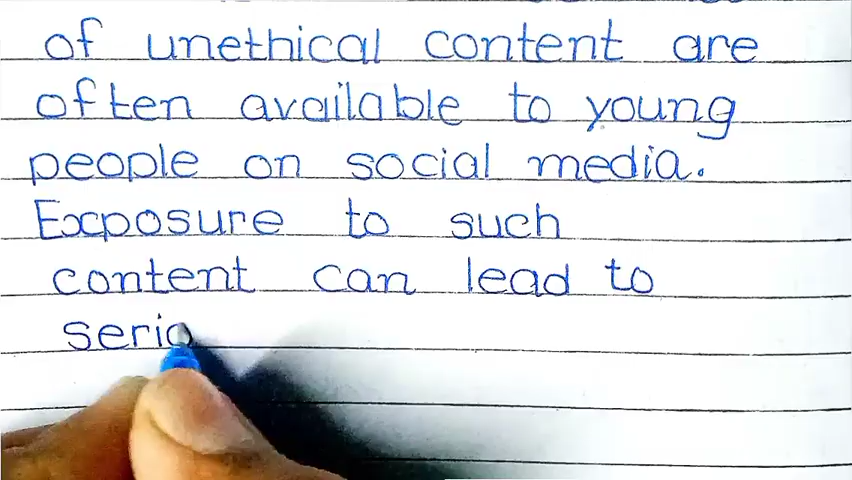 of unethical content are
often available to young
people on social media.
Exposure to such
content can lead to
serio